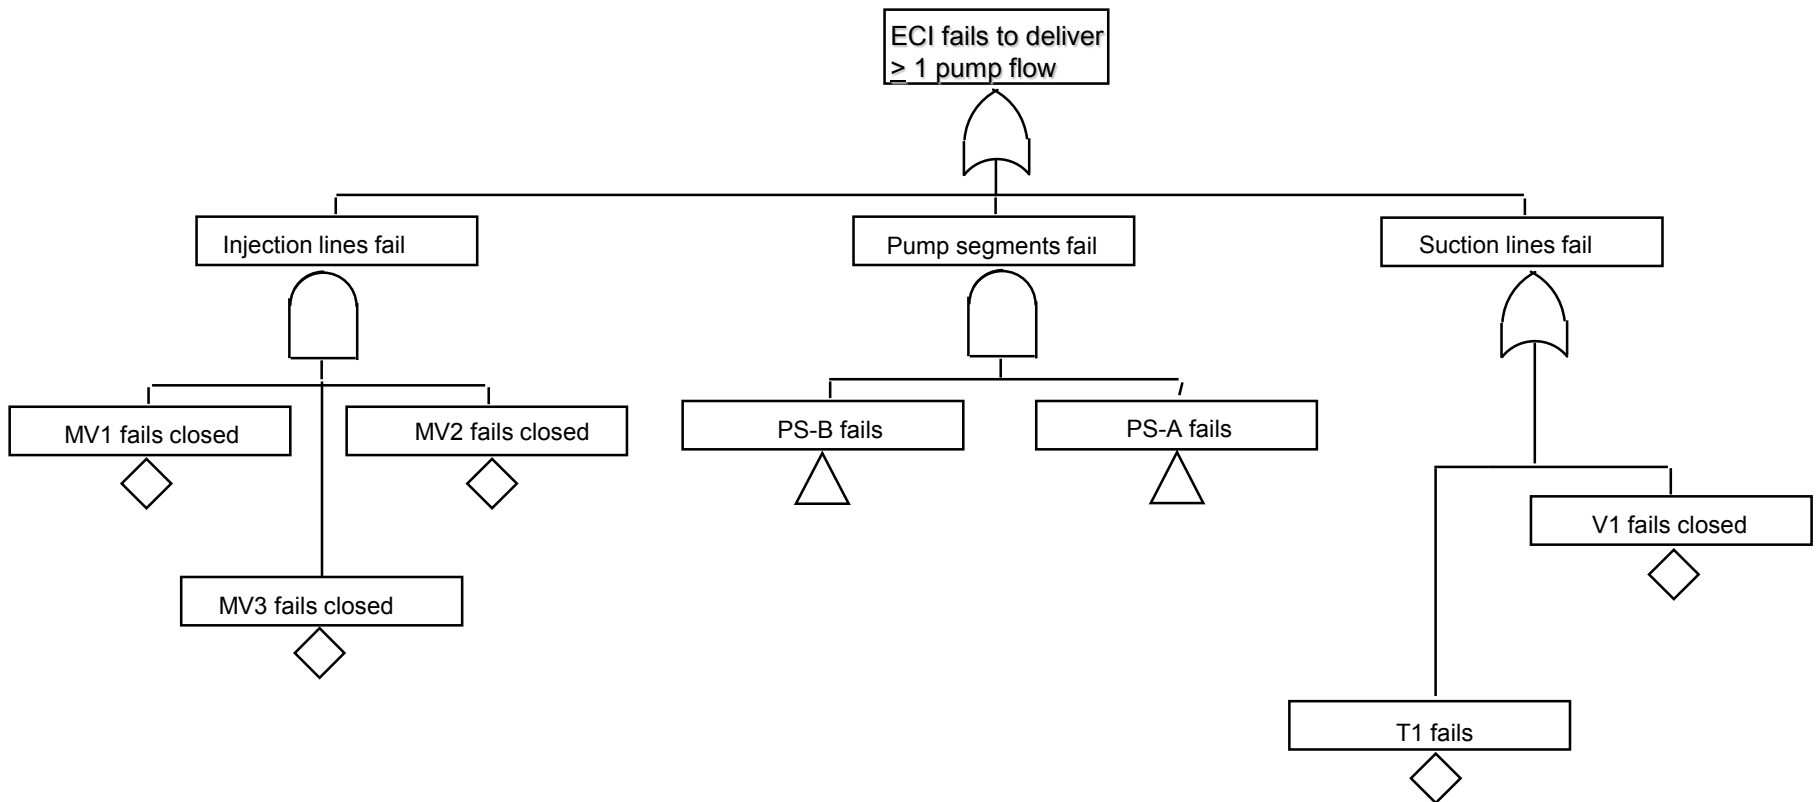 ECI fails to deliver
≥ 1 pump flow
Injection lines fail
Pump segments fail
Suction lines fail
MV1 fails closed
MV2 fails closed
PS-B fails
PS-A fails
V1 fails closed
MV3 fails closed
T1 fails